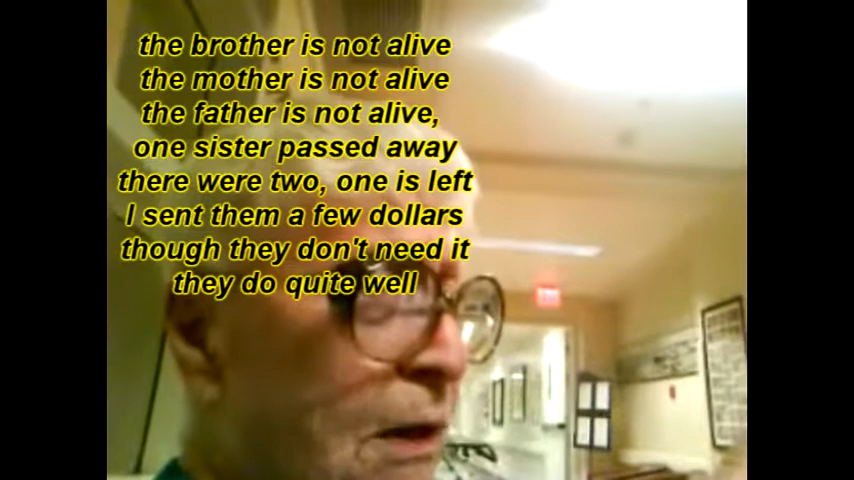 the brother is not alive
the mother is not alive
the father is not alive,
one sister passed away
there were two, one is left
I sent them a few dollars
though they don't need it
they do quite well